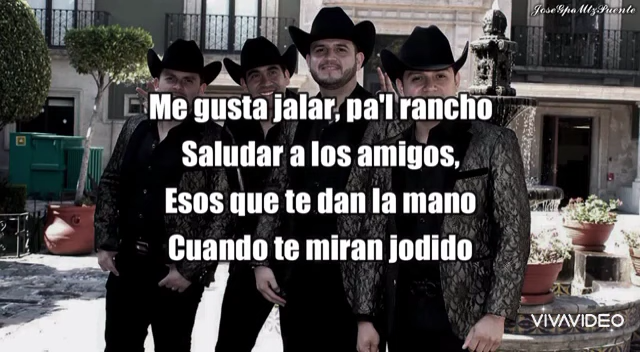 JoseGpeMtzPuente
Me gusta jalar, pa'l rancho
Saludar a los amigos,
Esos que te dan la mano
Cuando te miran jodido
VIVAVIDEO